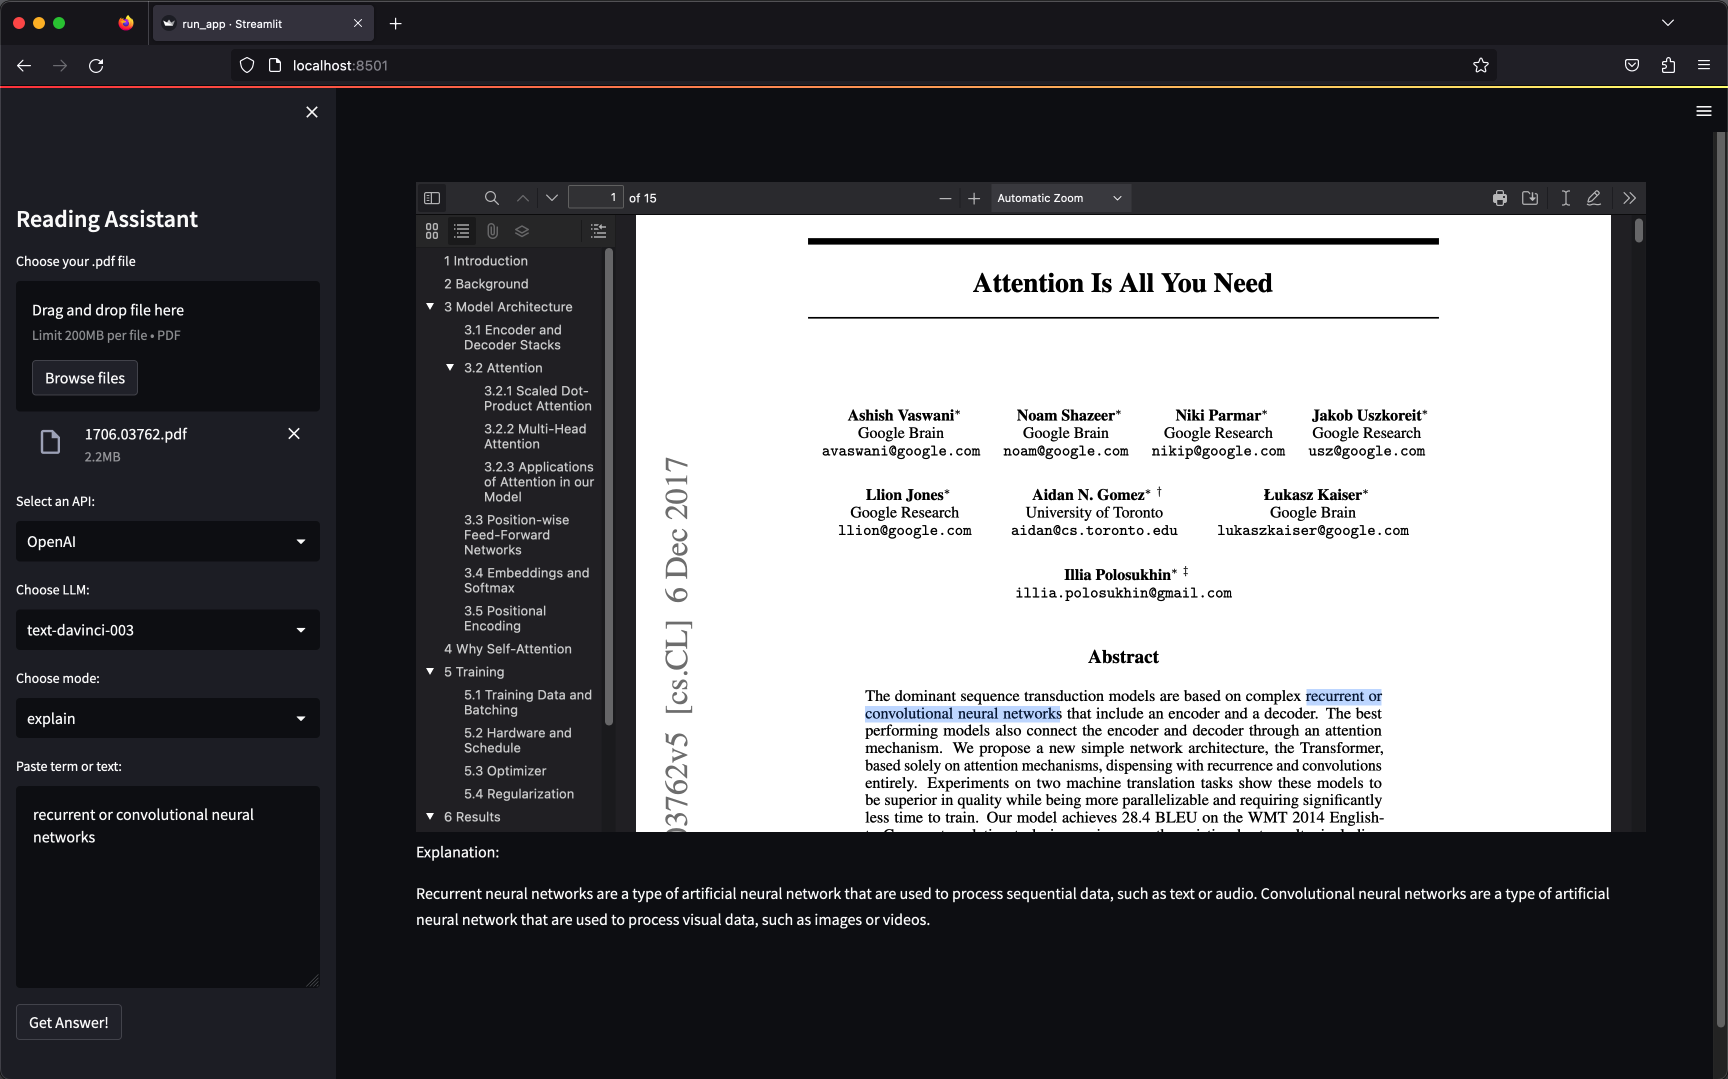 run_app · Streamlit
localhost:8501
Reading Assistant
Choose your .pdf file
Drag and drop file here
Limit 200MB per file • PDF
Browse files
1706.03762.pdf
2.2MB
Select an API:
OpenAI
Choose LLM:
text-davinci-003
Choose mode:
explain
Paste term or text:
recurrent or convolutional neural
networks
Get Answer!
1 of 15
Automatic Zoom
1 Introduction
2 Background
3 Model Architecture
3.1 Encoder and
Decoder Stacks
3.2 Attention
3.2.1 Scaled Dot-
Product Attention
3.2.2 Multi-Head
Attention
3.2.3 Applications
of Attention in our
Model
3.3 Position-wise
Feed-Forward
Networks
3.4 Embeddings and
Softmax
3.5 Positional
Encoding
4 Why Self-Attention
5 Training
5.1 Training Data and
Batching
5.2 Hardware and
Schedule
5.3 Optimizer
5.4 Regularization
6 Results
03762v5 [cs.CL] 6 Dec 2017
Attention Is All You Need
Ashish Vaswani* Noam Shazeer* Niki Parmar* Jakob Uszkoreit*
Google Brain Google Brain Google Research Google Research
avaswani@google.com noam@google.com nikip@google.com usz@google.com
Llion Jones* Aidan N. Gomez* † Łukasz Kaiser*
Google Research University of Toronto Google Brain
llion@google.com aidan@cs.toronto.edu lukaszkaiser@google.com
Illia Polosukhin* ‡
illia.polosukhin@gmail.com
Abstract
The dominant sequence transduction models are based on complex recurrent or
convolutional neural networks that include an encoder and a decoder. The best
performing models also connect the encoder and decoder through an attention
mechanism. We propose a new simple network architecture, the Transformer,
based solely on attention mechanisms, dispensing with recurrence and convolutions
entirely. Experiments on two machine translation tasks show these models to
be superior in quality while being more parallelizable and requiring significantly
less time to train. Our model achieves 28.4 BLEU on the WMT 2014 English-
Explanation:
Recurrent neural networks are a type of artificial neural network that are used to process sequential data, such as text or audio. Convolutional neural networks are a type of artificial
neural network that are used to process visual data, such as images or videos.